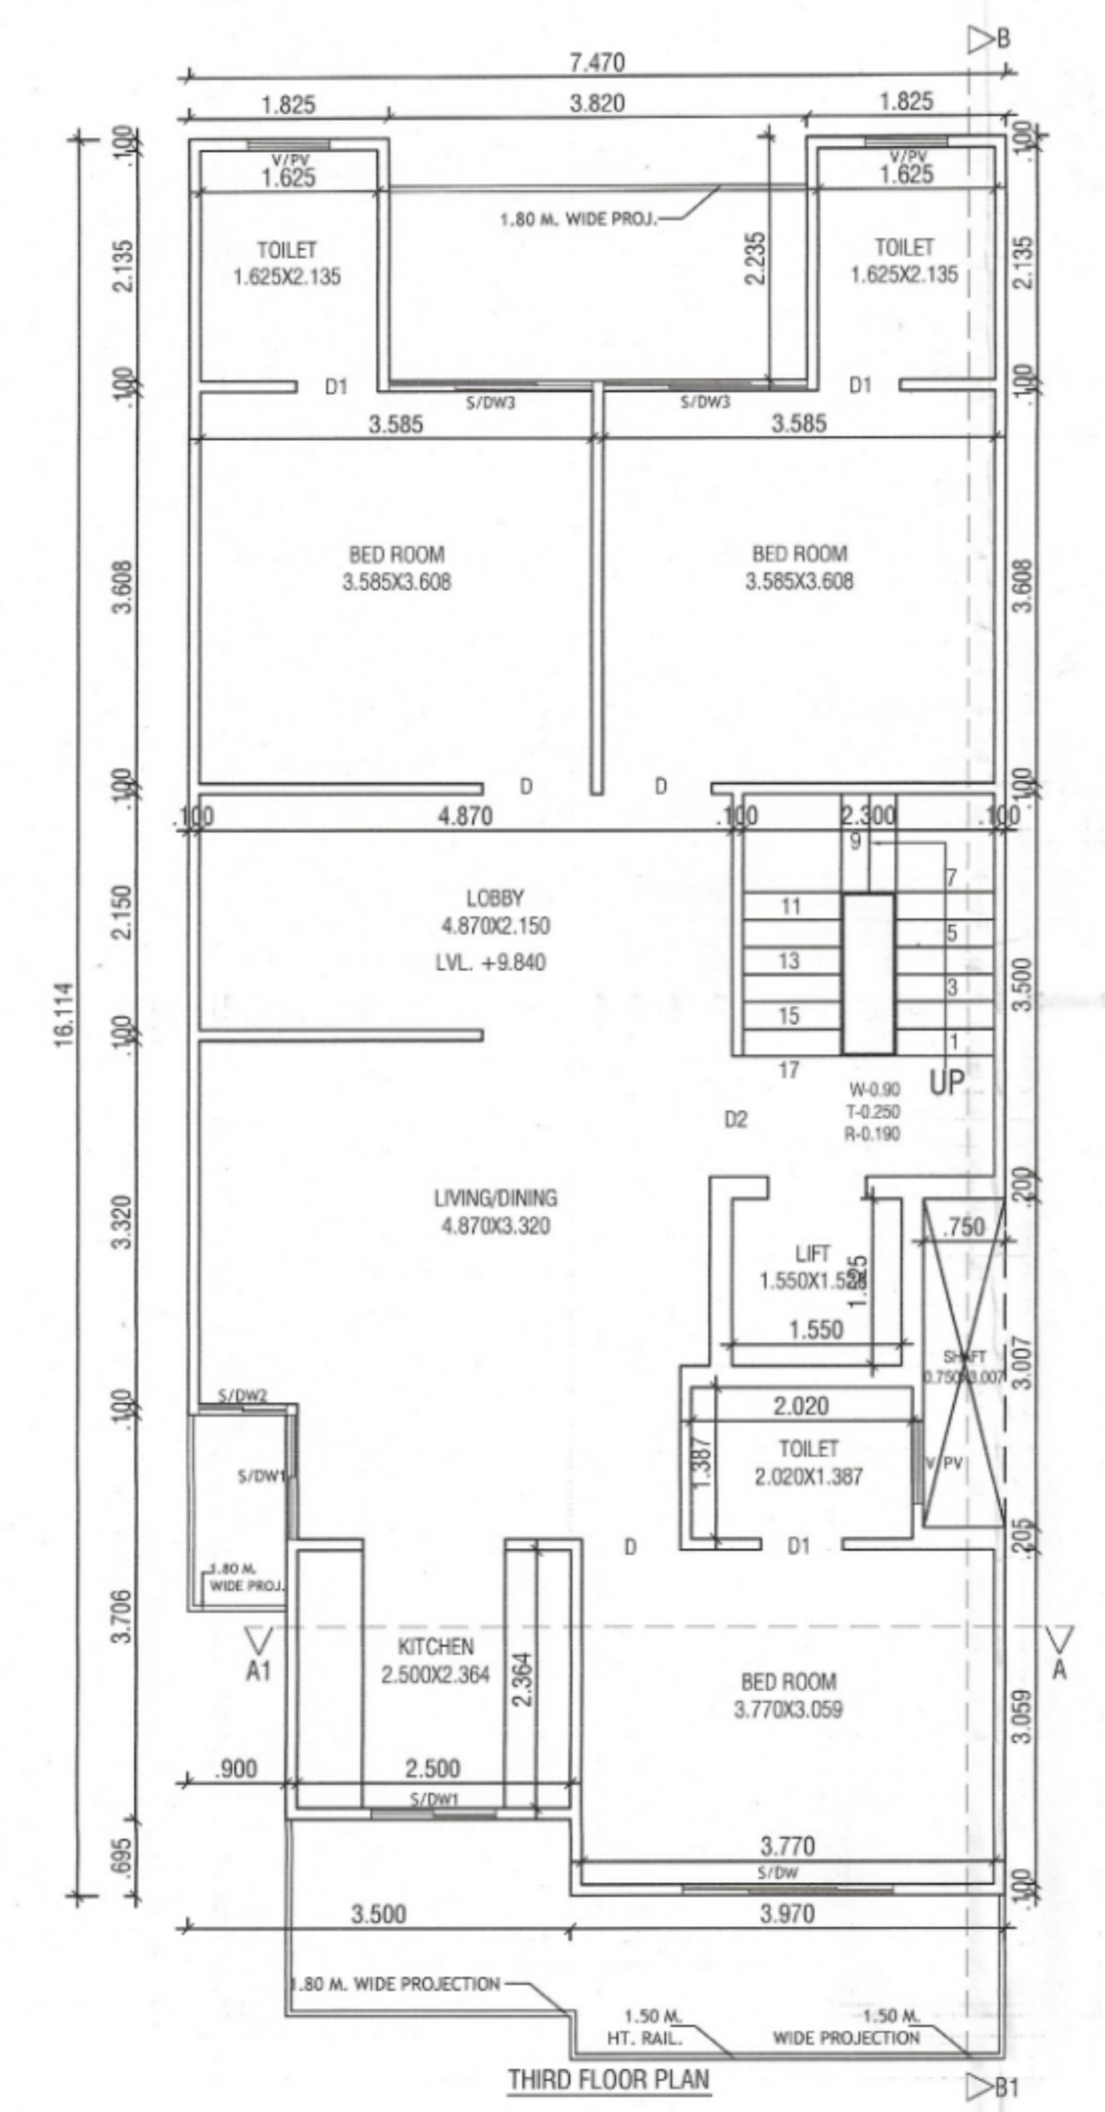 B
7.470
1.825
3.820
1.825
.100
.100
V/PV
1.625
V/PV
1.625
1.80 M. WIDE PROJ.
TOILET
1.625X2.135
TOILET
1.625X2.135
2.135
2.235
2.135
.100
D1
D1
.100
S/DW3
S/DW3
3.585
3.585
BED ROOM
3.585X3.608
BED ROOM
3.585X3.608
3.608
3.608
.100
D
D
.100
.100
4.870
.100
2.300
.100
9
7
LOBBY
4.870X2.150
LVL. +9.840
2.150
11
5
13
3
15
1
17
3.500
16.114
.100
UP
W-0.90
T-0.250
R-0.190
D2
.200
LIVING/DINING
4.870X3.320
3.320
.750
LIFT
1.550X1.525
1.525
1.550
SHAFT
0.750X3.007
3.007
.100
S/DW2
2.020
TOILET
2.020X1.387
1.387
V/PV
S/DW1
.205
D
D1
1.80 M.
WIDE PROJ.
3.706
A1
A
KITCHEN
2.500X2.364
2.364
BED ROOM
3.770X3.059
3.059
.900
2.500
S/DW1
.695
3.770
S/DW
.100
3.500
3.970
1.80 M. WIDE PROJECTION
1.50 M.
HT. RAIL.
1.50 M.
WIDE PROJECTION
THIRD FLOOR PLAN
B1